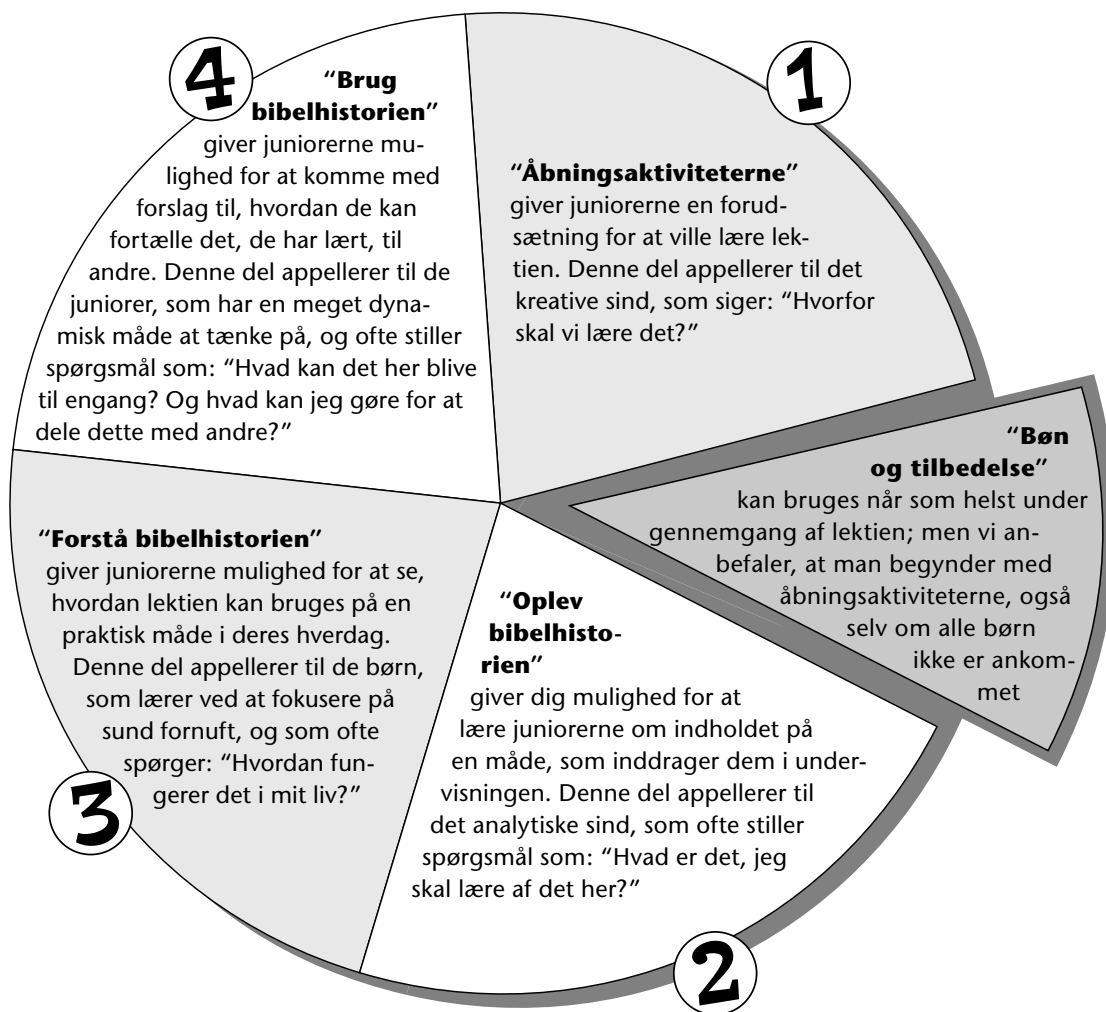 1
“Åbningsaktiviteterne”
giver juniorerne en forud-
sætning for at ville lære lek-
tien. Denne del appellerer til det
kreative sind, som siger: “Hvorfor
skal vi lære det?”
“Bøn
og tilbedelse”
kan bruges når som helst under
gennemgang af lektien; men vi an-
befaler, at man begynder med
åbningsaktiviteterne, også
selv om alle børn
ikke er ankom-
met
2
“Oplev
bibelhisto-
rien”
giver dig mulighed for at
lære juniorerne om indholdet på
en måde, som inddrager dem i under-
visningen. Denne del appellerer til
det analytiske sind, som ofte stiller
spørgsmål som: “Hvad er det, jeg
skal lære af det her?”
3
“Forstå bibelhistorien”
giver juniorerne mulighed for at se,
hvordan lektien kan bruges på en
praktisk måde i deres hverdag.
Denne del appellerer til de børn,
som lærer ved at fokusere på
sund fornuft, og som ofte
spørger: “Hvordan fun-
gerer det i mit liv?”
4
“Brug
bibelhistorien”
giver juniorerne mu-
lighed for at komme med
forslag til, hvordan de kan
fortælle det, de har lært, til
andre. Denne del appellerer til de
juniorer, som har en meget dyna-
misk måde at tænke på, og ofte stiller
spørgsmål som: “Hvad kan det her blive
til engang? Og hvad kan jeg gøre for at
dele dette med andre?”